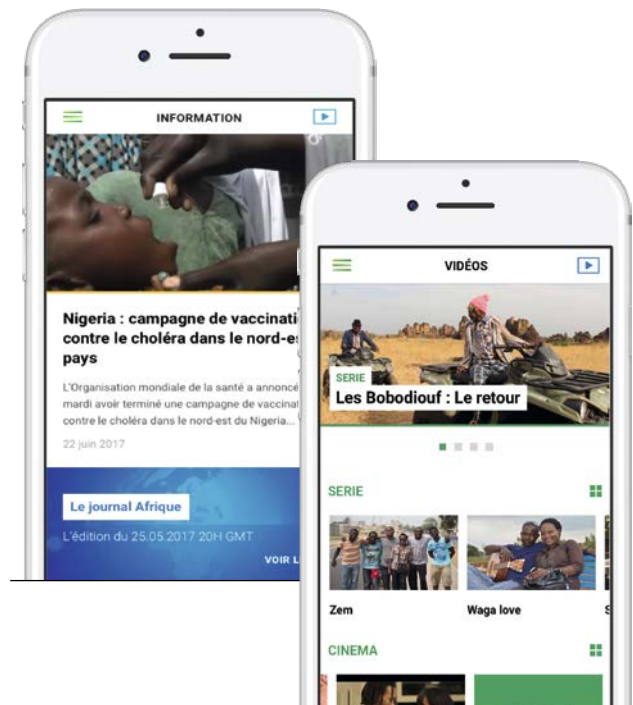 INFORMATION
Nigeria : campagne de vaccinati
contre le choléra dans le nord-es
pays
L'Organisation mondiale de la santé a annoncé
mardi avoir terminé une campagne de vaccinat
contre le choléra dans le nord-est du Nigeria...
22 juin 2017
Le journal Afrique
L'édition du 25.05.2017 20H GMT
VOIR L
VIDÉOS
SERIE
Les Bobodiouf : Le retour
SERIE
Zem
Waga love
S
CINEMA